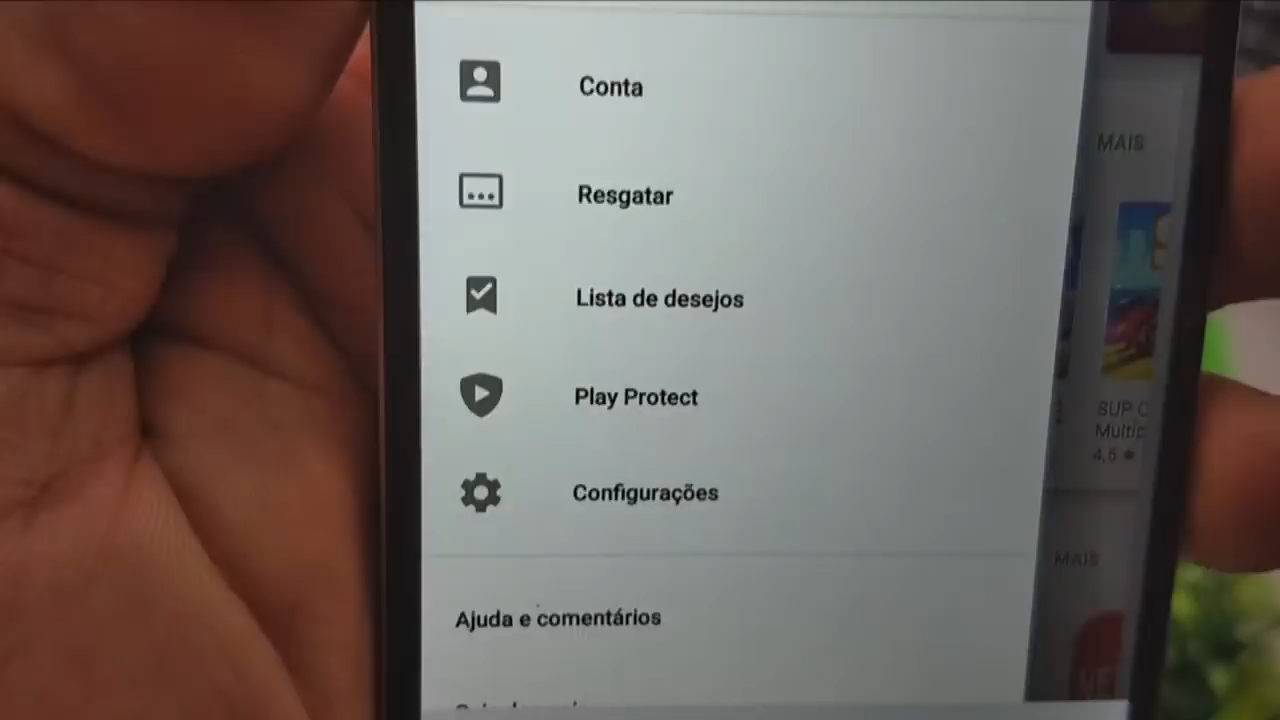 Conta
MAIS
Resgatar
Lista de desejos
Play Protect
SUP
4,6 ★
Configurações
MAIS
Ajuda e comentários